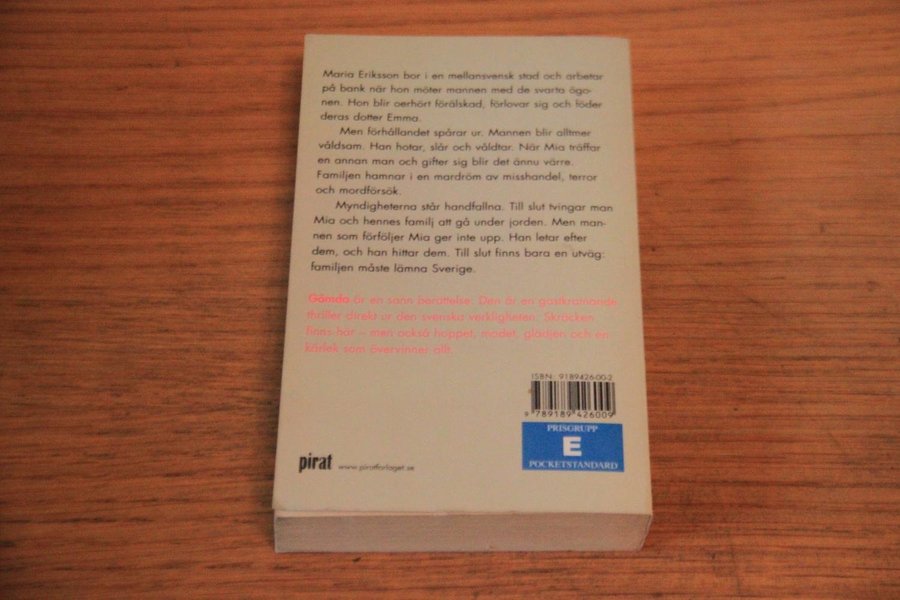 Maria Eriksson bor i en mellansvensk stad och arbetar
på bank när hon möter mannen med de svarta ögo-
nen. Hon blir oerhört förälskad, förlovar sig och föder
deras dotter Emma.
Men förhållandet spårar ur. Mannen blir alltmer
våldsam. Han hotar, slår och våldtar. När Mia träffar
en annan man och gifter sig blir det ännu värre.
Familjen hamnar i en mardröm av misshandel, terror
och mordförsök.
Myndigheterna står handfallna. Till slut tvingar man
Mia och hennes familj att gå under jorden. Men man-
nen som förföljer Mia ger inte upp. Han letar efter
dem, och han hittar dem. Till slut finns bara en utväg:
familjen måste lämna Sverige.
Gömda är en sann berättelse. Den är en gastkramande
thriller direkt ur den svenska verkligheten. Skräcken
finns här – men också hoppet, modet, glädjen och en
kärlek som övervinner allt.
ISBN: 9189426-00-2
9 789189 426009
PRISGRUPP
E
POCKETSTANDARD
pirat www.piratforlaget.se